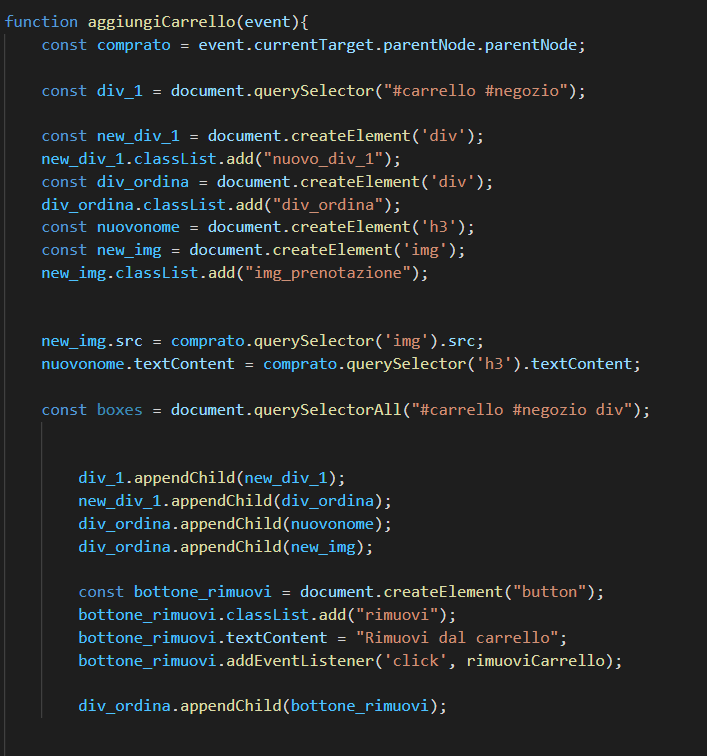 function aggiungiCarrello(event){
const comprato = event.currentTarget.parentNode.parentNode;
const div_1 = document.querySelector("#carrello #negozio");
const new_div_1 = document.createElement('div');
new_div_1.classList.add("nuovo_div_1");
const div_ordina = document.createElement('div');
div_ordina.classList.add("div_ordina");
const nuovonome = document.createElement('h3');
const new_img = document.createElement('img');
new_img.classList.add("img_prenotazione");
new_img.src = comprato.querySelector('img').src;
nuovonome.textContent = comprato.querySelector('h3').textContent;
const boxes = document.querySelectorAll("#carrello #negozio div");
div_1.appendChild(new_div_1);
new_div_1.appendChild(div_ordina);
div_ordina.appendChild(nuovonome);
div_ordina.appendChild(new_img);
const bottone_rimuovi = document.createElement("button");
bottone_rimuovi.classList.add("rimuovi");
bottone_rimuovi.textContent = "Rimuovi dal carrello";
bottone_rimuovi.addEventListener('click', rimuoviCarrello);
div_ordina.appendChild(bottone_rimuovi);